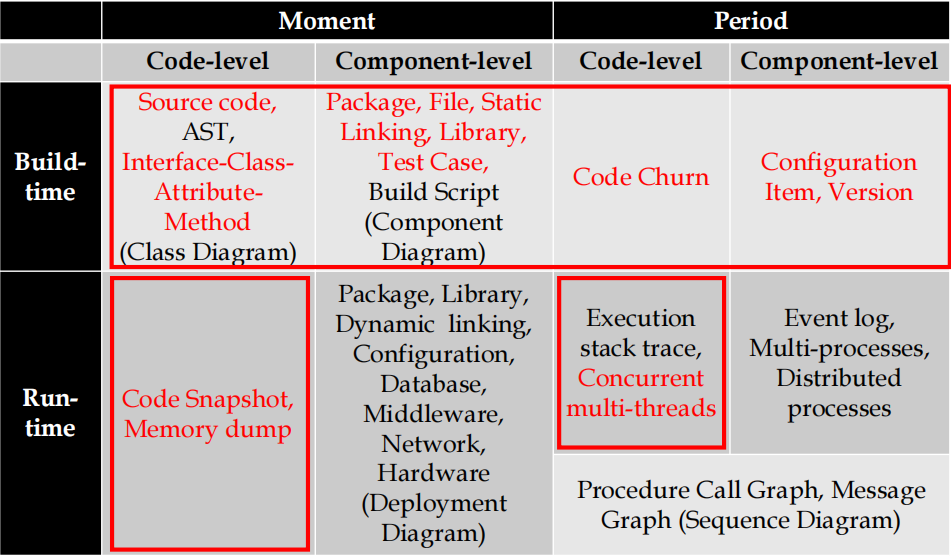 Moment
Period
Code-level
Component-level
Code-level
Component-level
Build-
time
Source code,
AST,
Interface-Class-
Attribute-
Method
(Class Diagram)
Package, File, Static
Linking, Library,
Test Case,
Build Script
(Component
Diagram)
Code Churn
Configuration
Item, Version
Run-
time
Code Snapshot,
Memory dump
Package, Library,
Dynamic linking,
Configuration,
Database,
Middleware,
Network,
Hardware
(Deployment
Diagram)
Execution
stack trace,
Concurrent
multi-threads
Event log,
Multi-processes,
Distributed
processes
Procedure Call Graph, Message
Graph (Sequence Diagram)